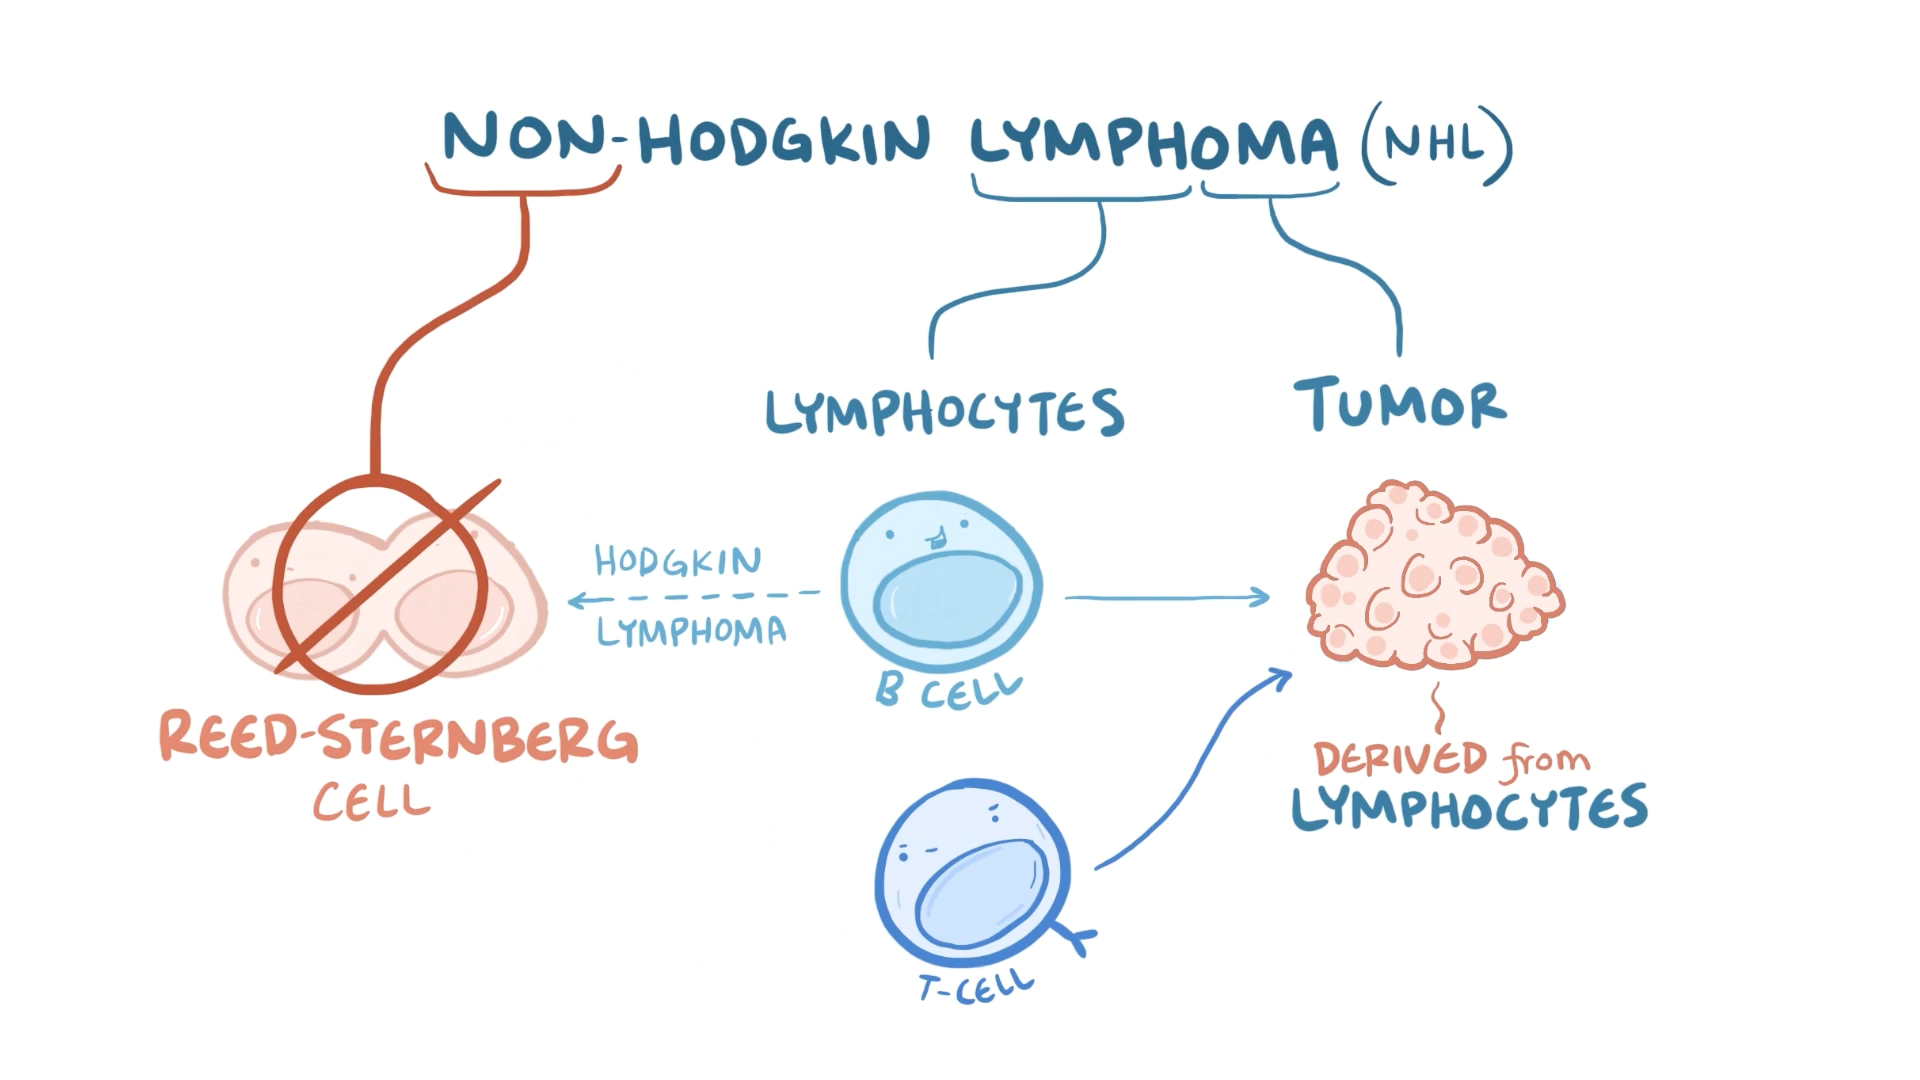 NON-HODGKIN LYMPHOMA (NHL)
LYMPHOCYTES
TUMOR
HODGKIN
LYMPHOMA
B CELL
REED-STERNBERG
CELL
DERIVED from
LYMPHOCYTES
T-CELL